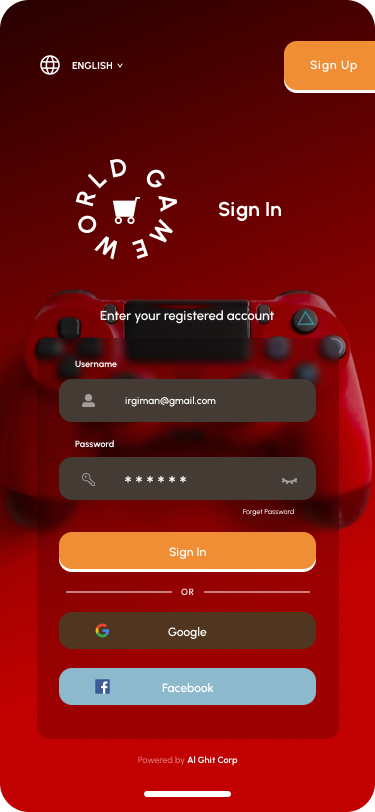 ENGLISH
Sign Up
WORLD GAME
Sign In
Enter your registered account
Username
irgiman@gmail.com
Password
******
Forget Password
Sign In
OR
Google
Facebook
Powered by Al Ghit Corp